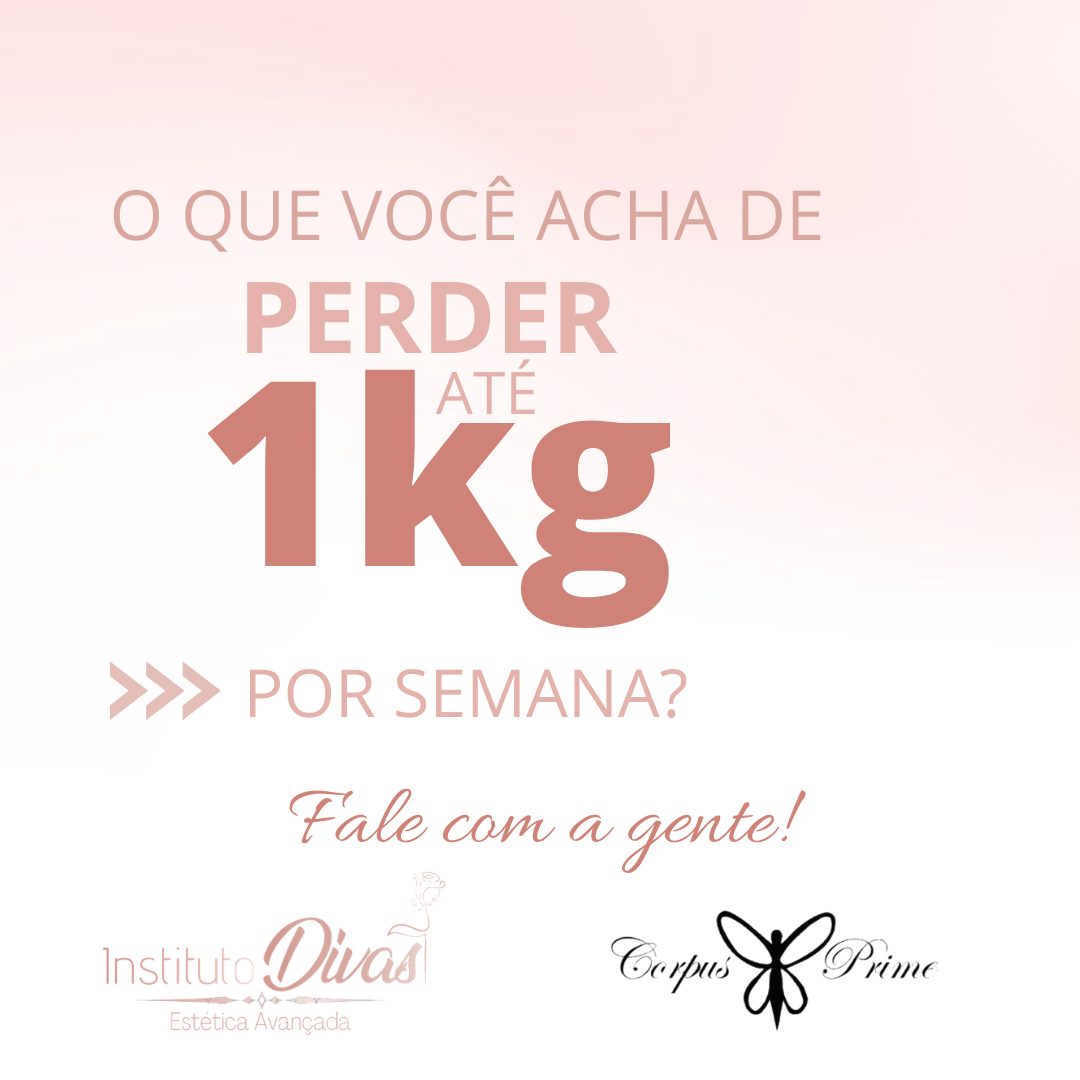 O QUE VOCÊ ACHA DE
PERDER
ATÉ
1kg
POR SEMANA?
Fale com a gente!
Instituto Divas
Estética Avançada
Corpus Prime